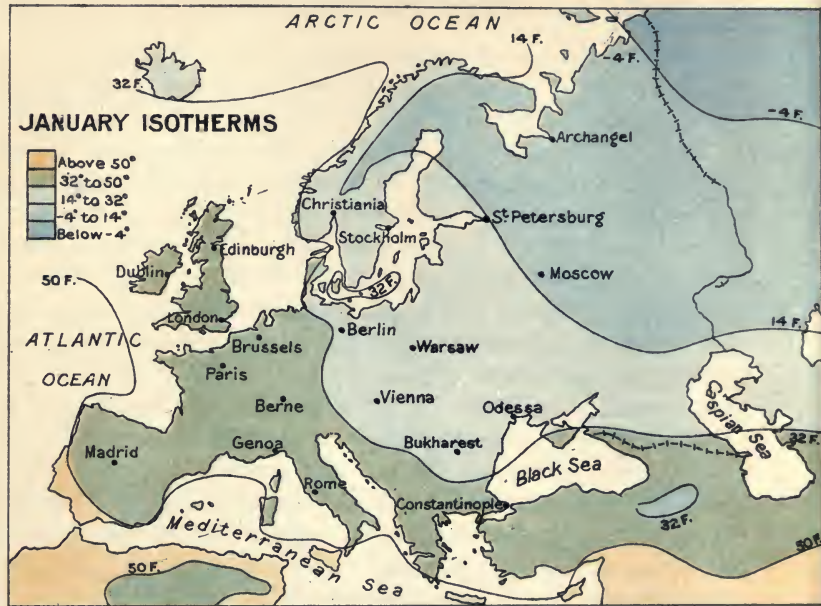 ARCTIC OCEAN
14 F.
-4 F.
32 F.
-4 F.
JANUARY ISOTHERMS
Above 50°
32° to 50°
14° to 32°
-4° to 14°
Below -4°
Archangel
Christiania
St. Petersburg
Stockholm
Edinburgh
Dublin
Moscow
50 F.
32 F.
London
Berlin
14 F.
ATLANTIC
OCEAN
Brussels
Warsaw
Paris
Caspian Sea
Berne
Vienna
Odessa
32 F.
Madrid
Genoa
Bukharest
Black Sea
Rome
Constantinople
Mediterranean Sea
32 F.
50 F.
50 F.